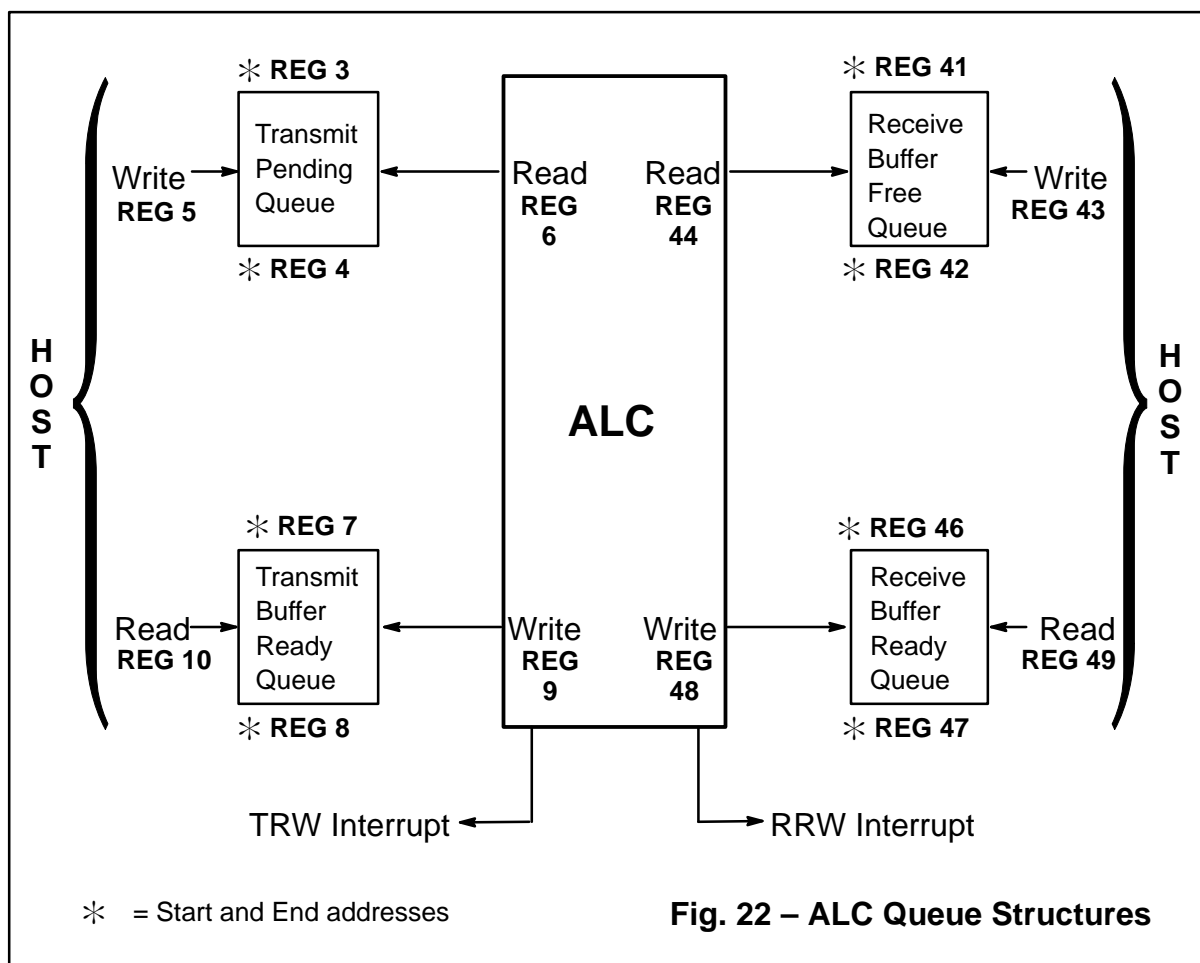 ✳ REG 3
Transmit
Pending
Queue
Write
REG 5
✳ REG 4
Read
REG
6
Read
REG
44
✳ REG 41
Receive
Buffer
Free
Queue
Write
REG 43
✳ REG 42
H
O
S
T
ALC
H
O
S
T
✳ REG 7
Transmit
Buffer
Ready
Queue
Read
REG 10
✳ REG 8
Write
REG
9
Write
REG
48
✳ REG 46
Receive
Buffer
Ready
Queue
Read
REG 49
✳ REG 47
TRW Interrupt
RRW Interrupt
✳ = Start and End addresses
Fig. 22 – ALC Queue Structures